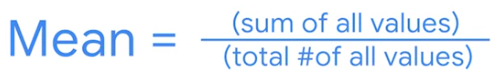 Mean = (sum of all values)
(total #of all values)